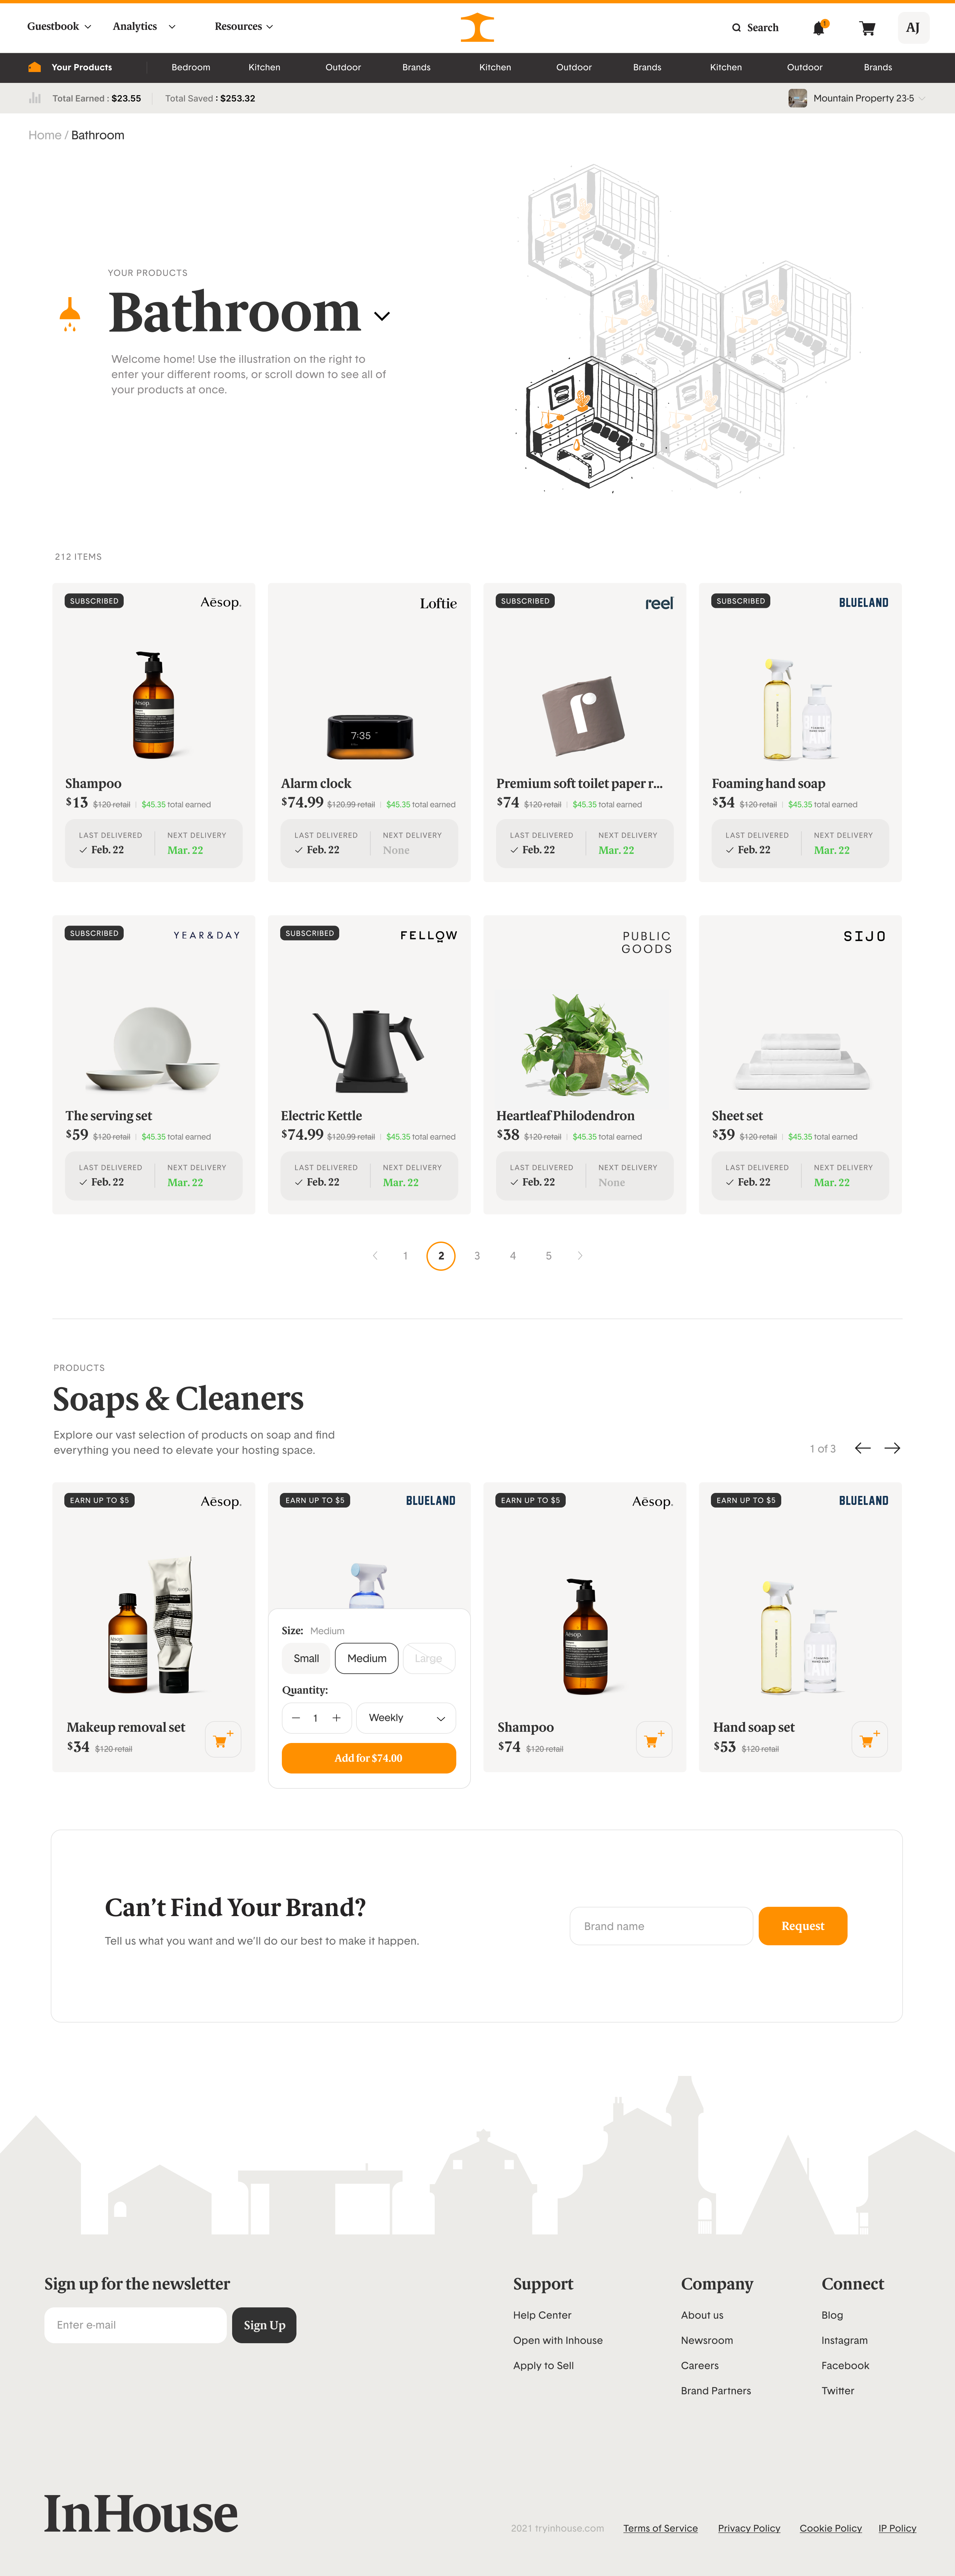 Guestbook
Analytics
Resources
Search
AJ
Your Products
Bedroom
Kitchen
Outdoor
Brands
Kitchen
Outdoor
Brands
Kitchen
Outdoor
Brands
Total Earned : $23.55
Total Saved : $253.32
Mountain Property 23-5
Home / Bathroom
YOUR PRODUCTS
Bathroom
Welcome home! Use the illustration on the right to
enter your different rooms, or scroll down to see all of
your products at once.
212 ITEMS
SUBSCRIBED
Aēsop.
Aēsop.
Shampoo
$13 $120 retail | $45.35 total earned
LAST DELIVERED
NEXT DELIVERY
Feb. 22
Mar. 22
Loftie
7:35
Alarm clock
$74.99 $120.99 retail | $45.35 total earned
LAST DELIVERED
NEXT DELIVERY
Feb. 22
None
SUBSCRIBED
reel
r
Premium soft toilet paper r...
$74 $120 retail | $45.35 total earned
LAST DELIVERED
NEXT DELIVERY
Feb. 22
Mar. 22
SUBSCRIBED
BLUELAND
Foaming hand soap
$34 $120 retail | $45.35 total earned
LAST DELIVERED
NEXT DELIVERY
Feb. 22
Mar. 22
SUBSCRIBED
YEAR & DAY
The serving set
$59 $120 retail | $45.35 total earned
LAST DELIVERED
NEXT DELIVERY
Feb. 22
Mar. 22
SUBSCRIBED
FELLOW
Electric Kettle
$74.99 $120.99 retail | $45.35 total earned
LAST DELIVERED
NEXT DELIVERY
Feb. 22
Mar. 22
PUBLIC
GOODS
Heartleaf Philodendron
$38 $120 retail | $45.35 total earned
LAST DELIVERED
NEXT DELIVERY
Feb. 22
None
SIJO
Sheet set
$39 $120 retail | $45.35 total earned
LAST DELIVERED
NEXT DELIVERY
Feb. 22
Mar. 22
1
2
3
4
5
PRODUCTS
Soaps & Cleaners
Explore our vast selection of products on soap and find
everything you need to elevate your hosting space.
1 of 3
EARN UP TO $5
Aēsop.
Makeup removal set
$34 $120 retail
EARN UP TO $5
BLUELAND
Size: Medium
Small
Medium
Large
Quantity:
1
Weekly
Add for $74.00
EARN UP TO $5
Aēsop.
Aēsop.
Shampoo
$74 $120 retail
EARN UP TO $5
BLUELAND
Hand soap set
$53 $120 retail
Can't Find Your Brand?
Tell us what you want and we'll do our best to make it happen.
Brand name
Request
Sign up for the newsletter
Enter e-mail
Sign Up
Support
Help Center
Open with Inhouse
Apply to Sell
Company
About us
Newsroom
Careers
Brand Partners
Connect
Blog
Instagram
Facebook
Twitter
InHouse
2021 tryinhouse.com
Terms of Service
Privacy Policy
Cookie Policy
IP Policy